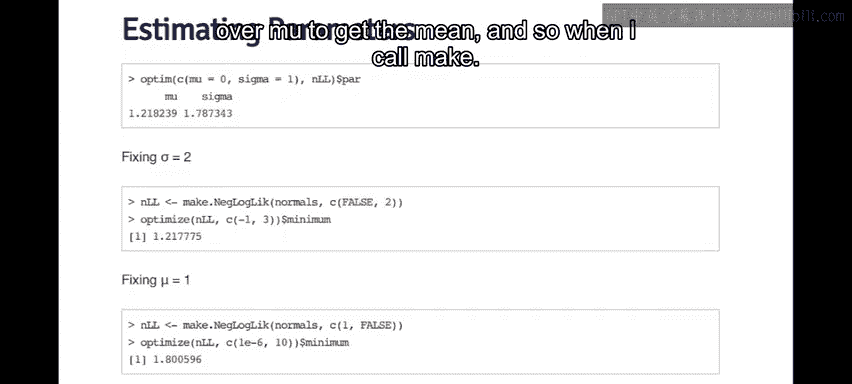 Estimating Parameters
over mu to get the mean, and so when i
call make.
> optim(c(mu = 0, sigma = 1), nLL)$par
mu sigma
1.218239 1.787343
Fixing σ = 2
> nLL <- make.NegLogLik(normals, c(FALSE, 2))
> optimize(nLL, c(-1, 3))$minimum
[1] 1.217775
Fixing μ = 1
> nLL <- make.NegLogLik(normals, c(1, FALSE))
> optimize(nLL, c(1e-6, 10))$minimum
[1] 1.800596